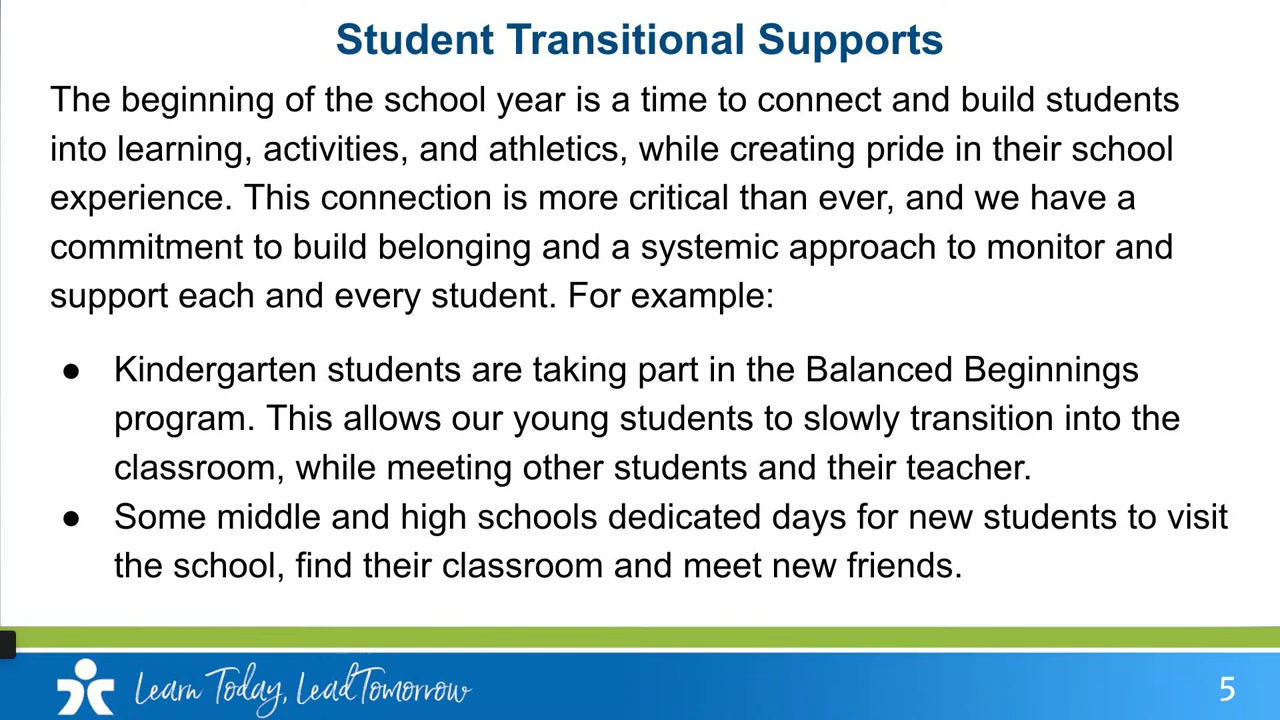 Student Transitional Supports
The beginning of the school year is a time to connect and build students
into learning, activities, and athletics, while creating pride in their school
experience. This connection is more critical than ever, and we have a
commitment to build belonging and a systemic approach to monitor and
support each and every student. For example:
● Kindergarten students are taking part in the Balanced Beginnings
program. This allows our young students to slowly transition into the
classroom, while meeting other students and their teacher.
● Some middle and high schools dedicated days for new students to visit
the school, find their classroom and meet new friends.
Learn Today, Lead Tomorrow
5